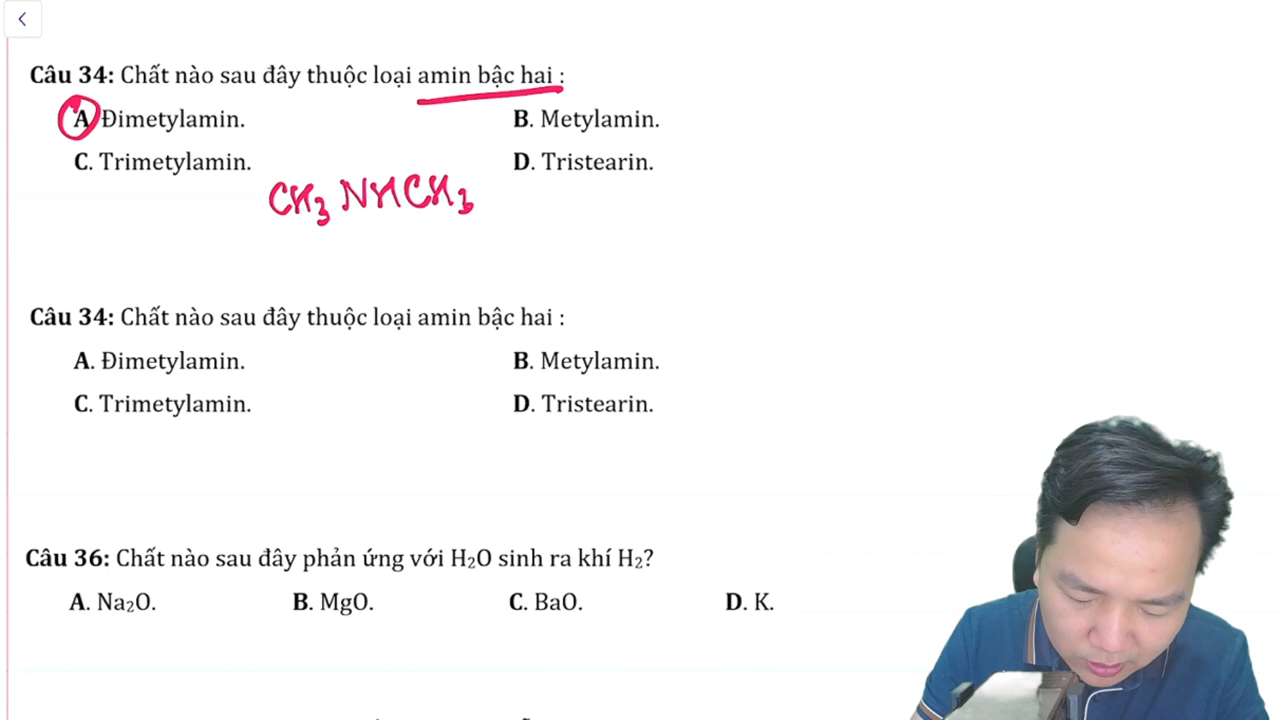 Câu 34: Chất nào sau đây thuộc loại amin bậc hai :
A. Đimetylamin. B. Metylamin.
C. Trimetylamin. D. Tristearin.
CH₃NHCH₃
Câu 34: Chất nào sau đây thuộc loại amin bậc hai :
A. Đimetylamin. B. Metylamin.
C. Trimetylamin. D. Tristearin.
Câu 36: Chất nào sau đây phản ứng với H₂O sinh ra khí H₂?
A. Na₂O. B. MgO. C. BaO. D. K.